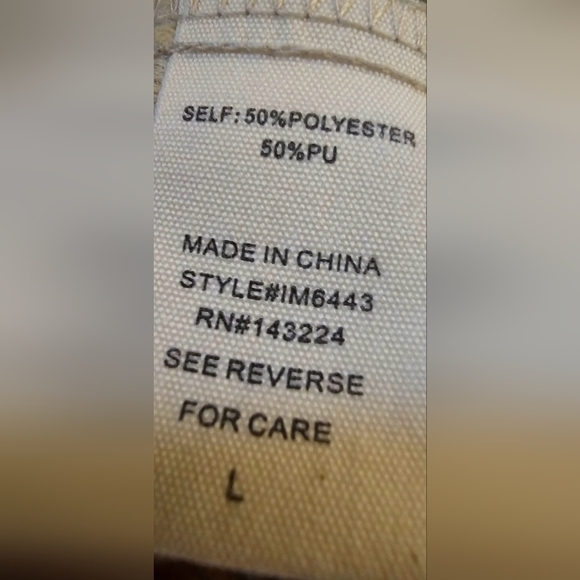 SELF: 50%POLYESTER
50%PU
MADE IN CHINA
STYLE#IM6443
RN#143224
SEE REVERSE
FOR CARE
L